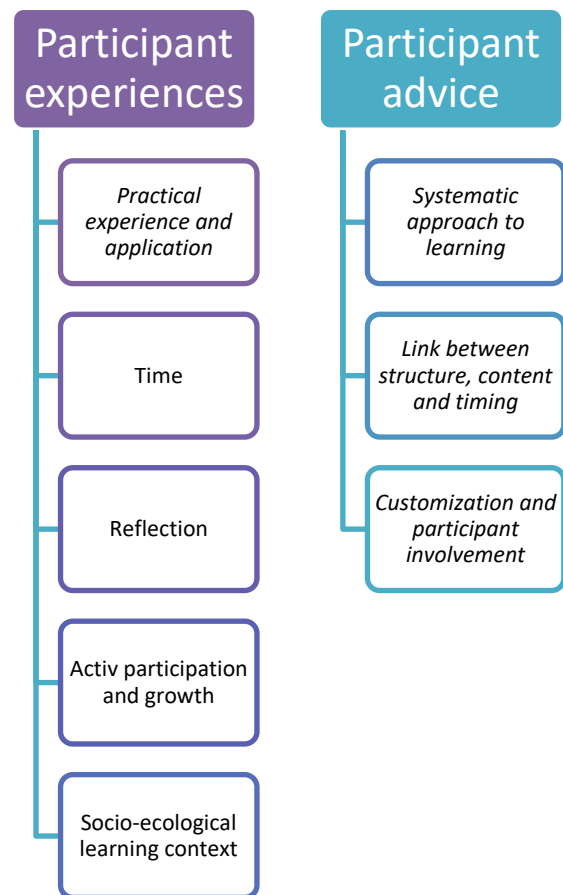 Participant
experiences
Practical
experience and
application
Time
Reflection
Activ participation
and growth
Socio-ecological
learning context
Participant
advice
Systematic
approach to
learning
Link between
structure, content
and timing
Customization and
participant
involvement